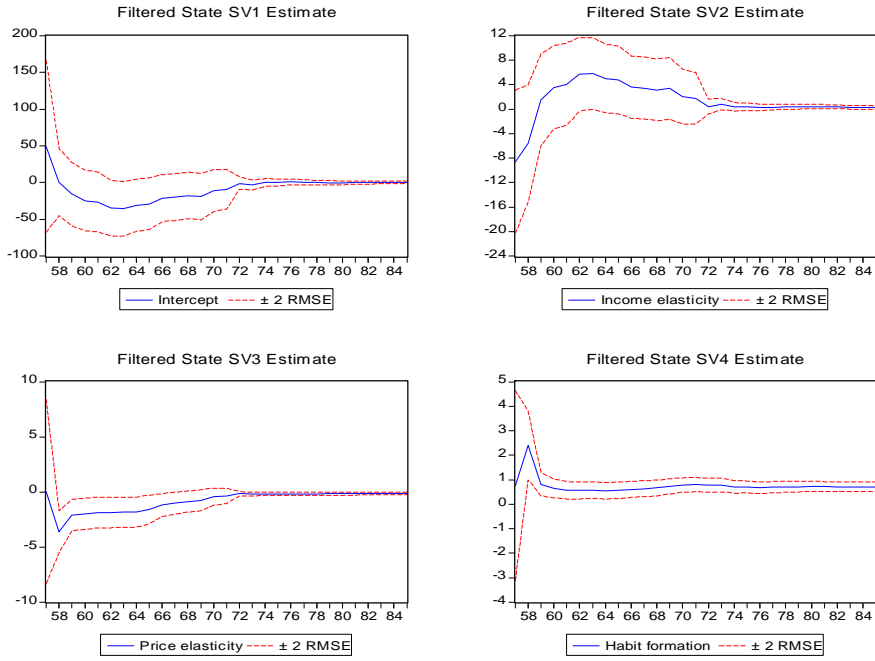 Filtered State SV1 Estimate
200
150
100
50
0
-50
-100
58 60 62 64 66 68 70 72 74 76 78 80 82 84
Intercept ± 2 RMSE
Filtered State SV2 Estimate
12
8
4
0
-4
-8
-12
-16
-20
-24
58 60 62 64 66 68 70 72 74 76 78 80 82 84
Income elasticity ± 2 RMSE
Filtered State SV3 Estimate
10
5
0
-5
-10
58 60 62 64 66 68 70 72 74 76 78 80 82 84
Price elasticity ± 2 RMSE
Filtered State SV4 Estimate
5
4
3
2
1
0
-1
-2
-3
-4
58 60 62 64 66 68 70 72 74 76 78 80 82 84
Habit formation ± 2 RMSE